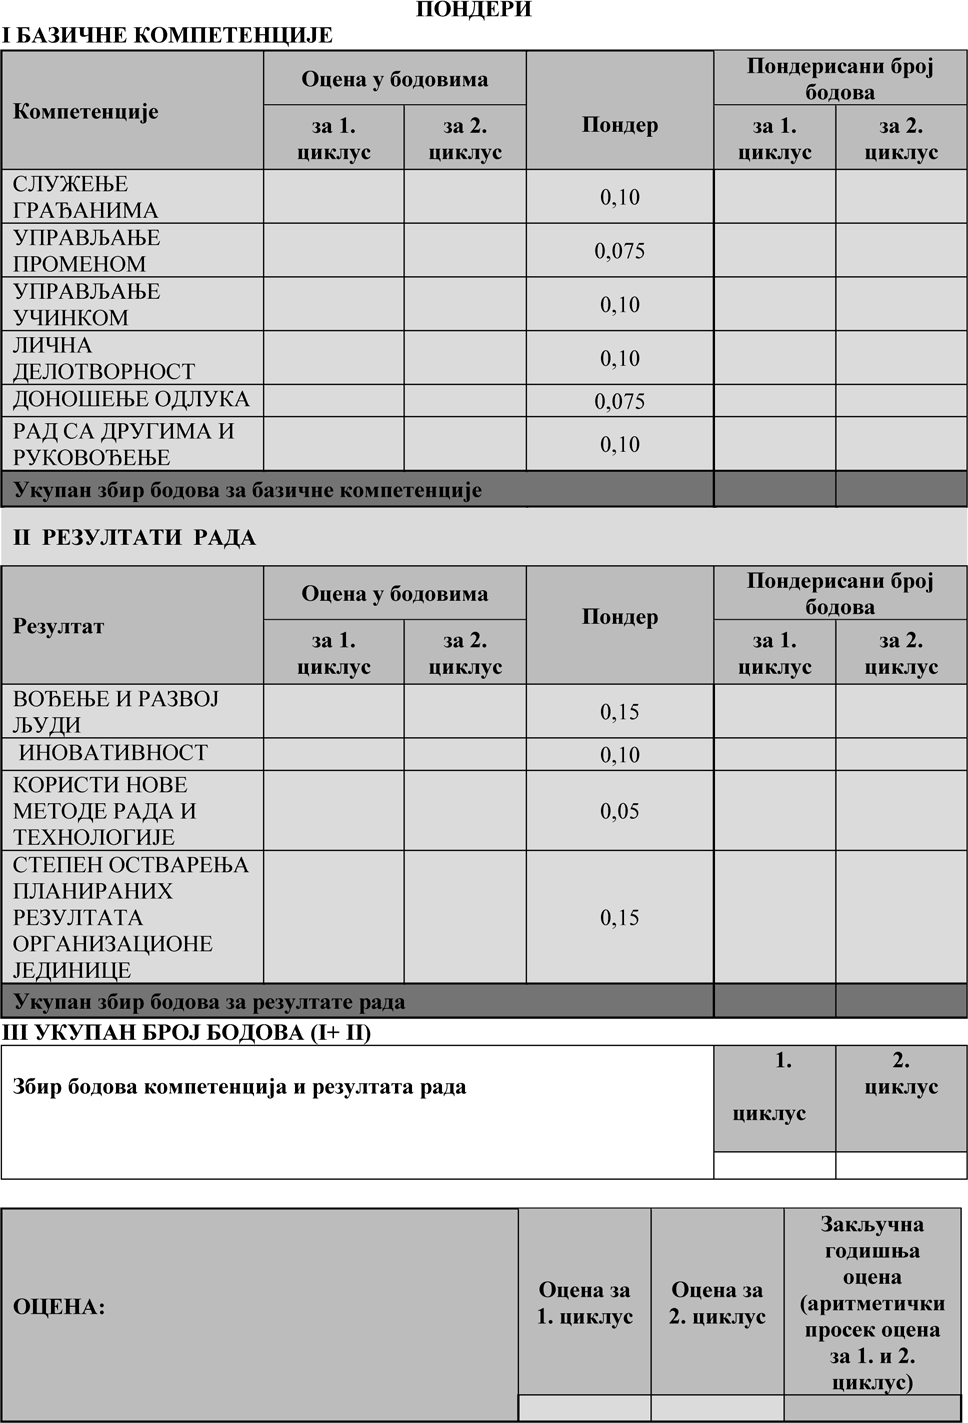 ПОНДЕРИ
I БАЗИЧНЕ КОМПЕТЕНЦИЈЕ
Компетенције
Оцена у бодовима
Пондер
Пондерисани број
бодова
за 1.
циклус
за 2.
циклус
за 1.
циклус
за 2.
циклус
СЛУЖЕЊЕ
ГРАЂАНИМА
0,10
УПРАВЉАЊЕ
ПРОМЕНОМ
0,075
УПРАВЉАЊЕ
УЧИНКОМ
0,10
ЛИЧНА
ДЕЛОТВОРНОСТ
0,10
ДОНОШЕЊЕ ОДЛУКА
0,075
РАД СА ДРУГИМА И
РУКОВОЂЕЊЕ
0,10
Укупан збир бодова за базичне компетенције
II РЕЗУЛТАТИ РАДА
Резултат
Оцена у бодовима
Пондер
Пондерисани број
бодова
за 1.
циклус
за 2.
циклус
за 1.
циклус
за 2.
циклус
ВОЂЕЊЕ И РАЗВОЈ
ЉУДИ
0,15
ИНОВАТИВНОСТ
0,10
КОРИСТИ НОВЕ
МЕТОДЕ РАДА И
ТЕХНОЛОГИЈЕ
0,05
СТЕПЕН ОСТВАРЕЊА
ПЛАНИРАНИХ
РЕЗУЛТАТА
ОРГАНИЗАЦИОНЕ
ЈЕДИНИЦЕ
0,15
Укупан збир бодова за резултате рада
III УКУПАН БРОЈ БОДОВА (I+ II)
Збир бодова компетенција и резултата рада
1.
циклус
2.
циклус
ОЦЕНА:
Оцена за
1. циклус
Оцена за
2. циклус
Закључна
годишња
оцена
(аритметички
просек оцена
за 1. и 2.
циклус)